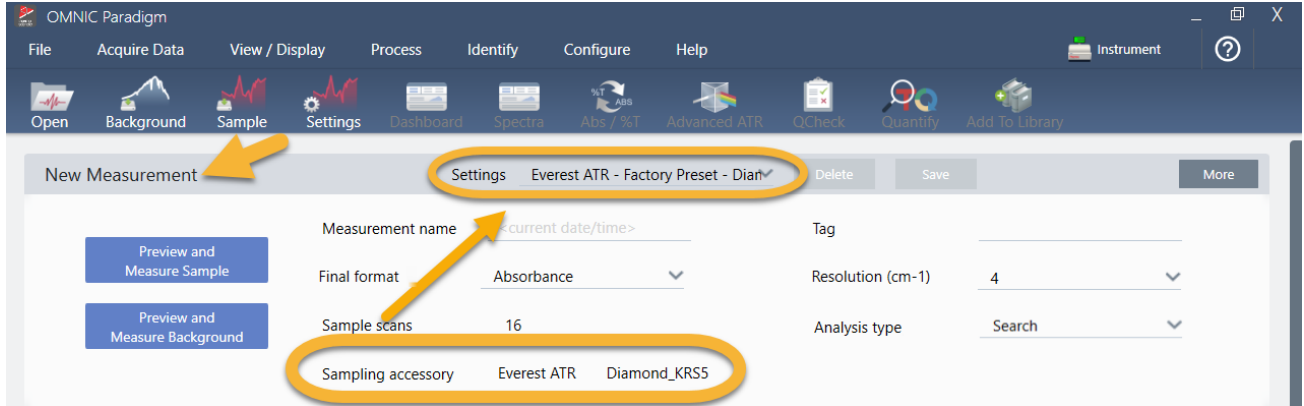 OMNIC Paradigm
File Acquire Data View / Display Process Identify Configure Help Instrument
%T ABS
Open Background Sample Settings Dashboard Spectra Abs / %T Advanced ATR QCheck Quantify Add To Library
New Measurement Settings Everest ATR - Factory Preset - Diam Delete Save More
Measurement name <current date/time> Tag
Preview and
Measure Sample
Final format Absorbance Resolution (cm-1) 4
Preview and
Measure Background
Sample scans 16 Analysis type Search
Sampling accessory Everest ATR Diamond_KRS5